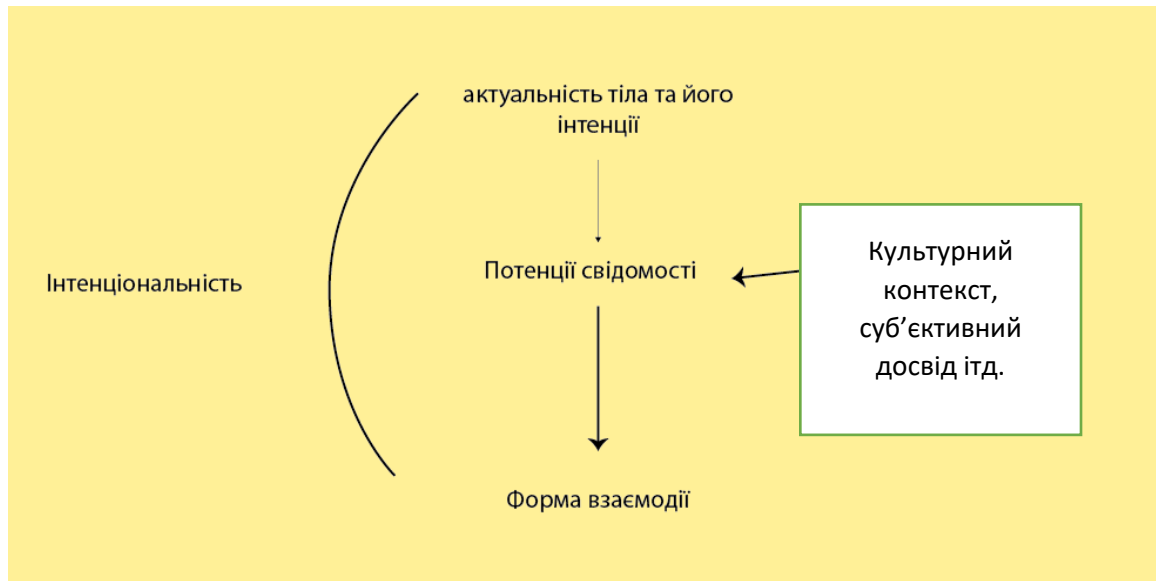 актуальність тіла та його
інтенції
Інтенціональність
Потенції свідомості
Культурний
контекст,
суб’єктивний
досвід ітд.
Форма взаємодії